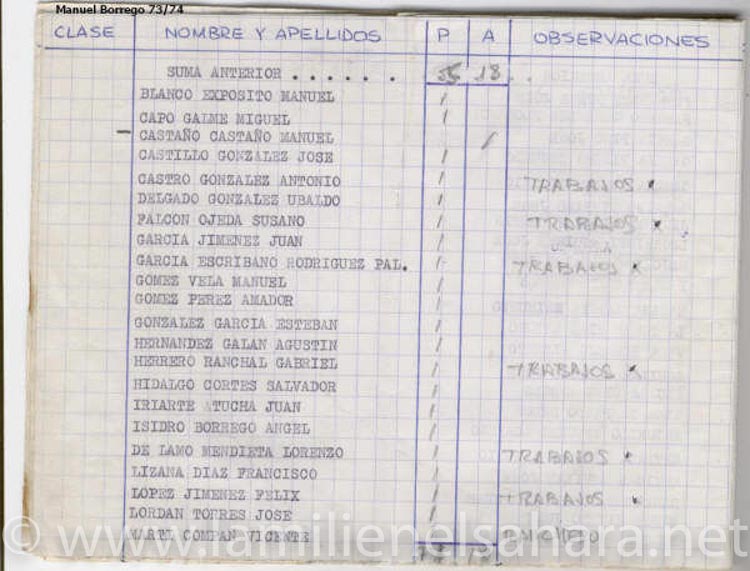 Manuel Borrego 73/74
CLASE NOMBRE Y APELLIDOS P A OBSERVACIONES
SUMA ANTERIOR . . . . . . 18 . .
BLANCO EXPOSITO MANUEL /
CAPO GALME MIGUEL /
— CASTAÑO CASTAÑO MANUEL /
CASTILLO GONZALEZ JOSE /
CASTRO GONZALEZ ANTONIO / TRABAJOS
DELGADO GONZALEZ UBALDO /
FALCON OJEDA SUSANO / TRABAJOS
GARCIA JIMENEZ JUAN /
GARCIA ESCRIBANO RODRIGUEZ PAL. / TRABAJOS
GOMEZ VELA MANUEL /
GOMEZ PEREZ AMADOR /
GONZALEZ GARCIA ESTEBAN /
HERNANDEZ GALAN AGUSTIN /
HERRERO RANCHAL GABRIEL / TRABAJOS
HIDALGO CORTES SALVADOR /
IRIARTE ATUCHA JUAN /
ISIDRO BORREGO ANGEL /
DE LAMO MENDIETA LORENZO / TRABAJOS
LIZANA DIAZ FRANCISCO /
LOPEZ JIMENEZ FELIX / TRABAJOS
LORDAN TORRES JOSE /
MARTI COMPAN VICENTE
© www.lamilienelsahara.net